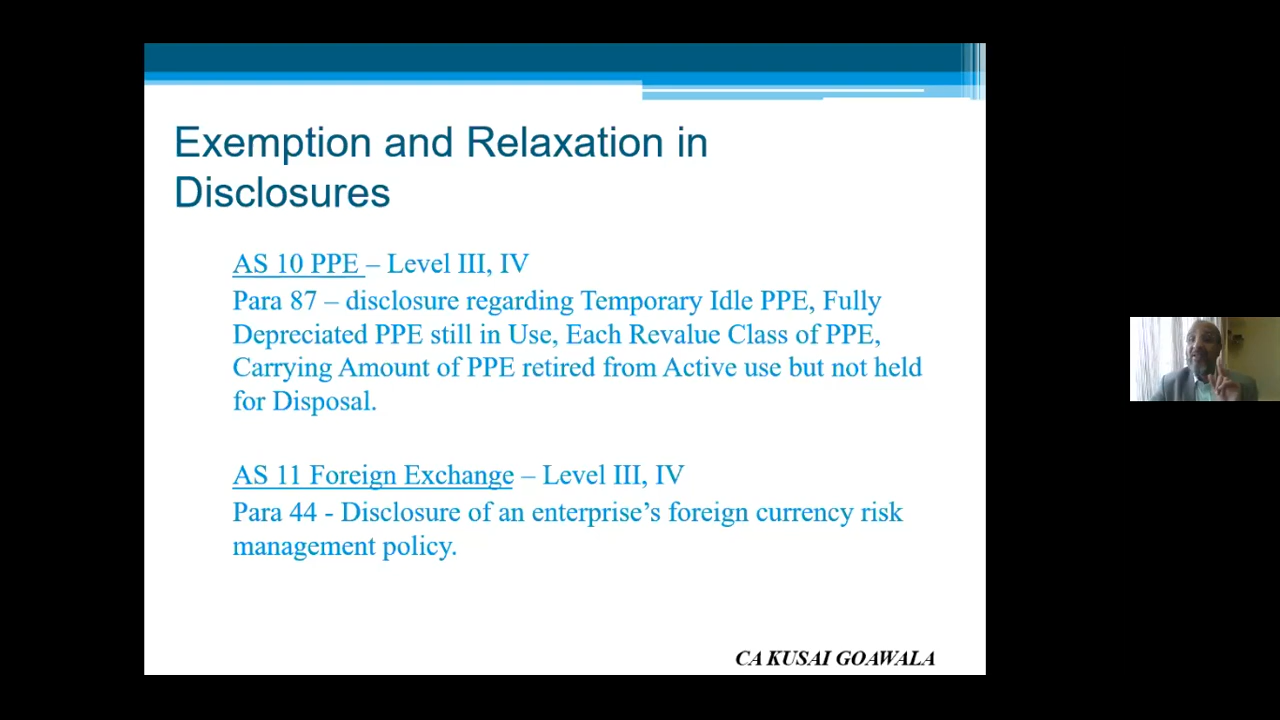 Exemption and Relaxation in
Disclosures
AS 10 PPE – Level III, IV
Para 87 – disclosure regarding Temporary Idle PPE, Fully
Depreciated PPE still in Use, Each Revalue Class of PPE,
Carrying Amount of PPE retired from Active use but not held
for Disposal.
AS 11 Foreign Exchange – Level III, IV
Para 44 - Disclosure of an enterprise’s foreign currency risk
management policy.
CA KUSAI GOAWALA